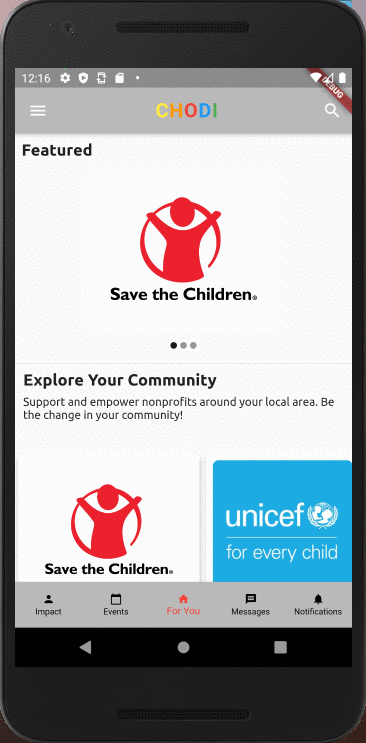 12:16
DEBUG
CHODI
Featured
Save the Children®
Explore Your Community
Support and empower nonprofits around your local area. Be
the change in your community!
Save the Children®
unicef
for every child
Impact
Events
For You
Messages
Notifications